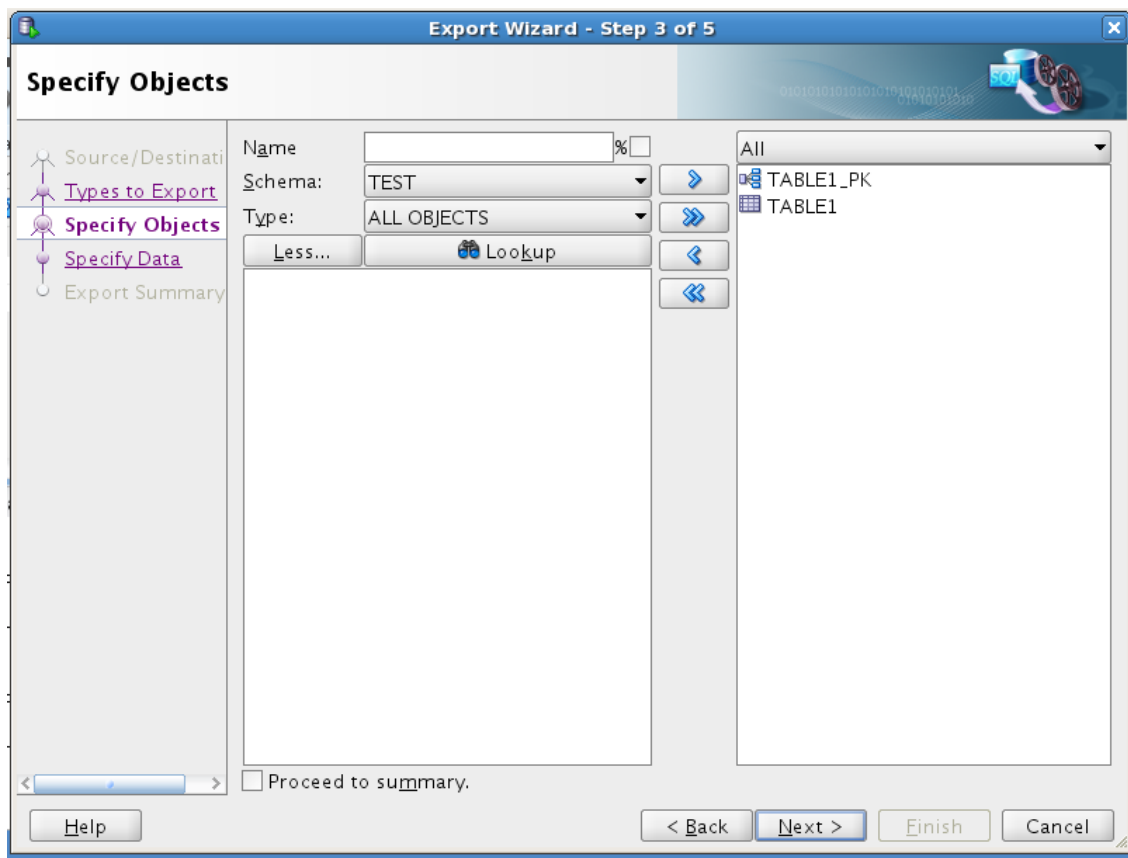 Export Wizard - Step 3 of 5
Specify Objects
SQL
Source/Destinati
Types to Export
Specify Objects
Specify Data
Export Summary
Name %
Schema: TEST
Type: ALL OBJECTS
Less... Lookup
All
TABLE1_PK
TABLE1
Proceed to summary.
Help < Back Next > Finish Cancel